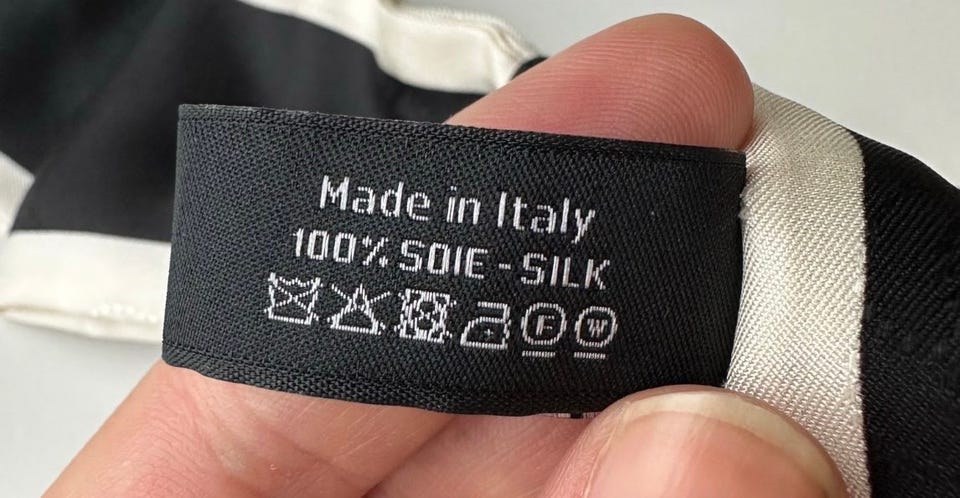 Made in Italy
100% SOIE - SILK
F W